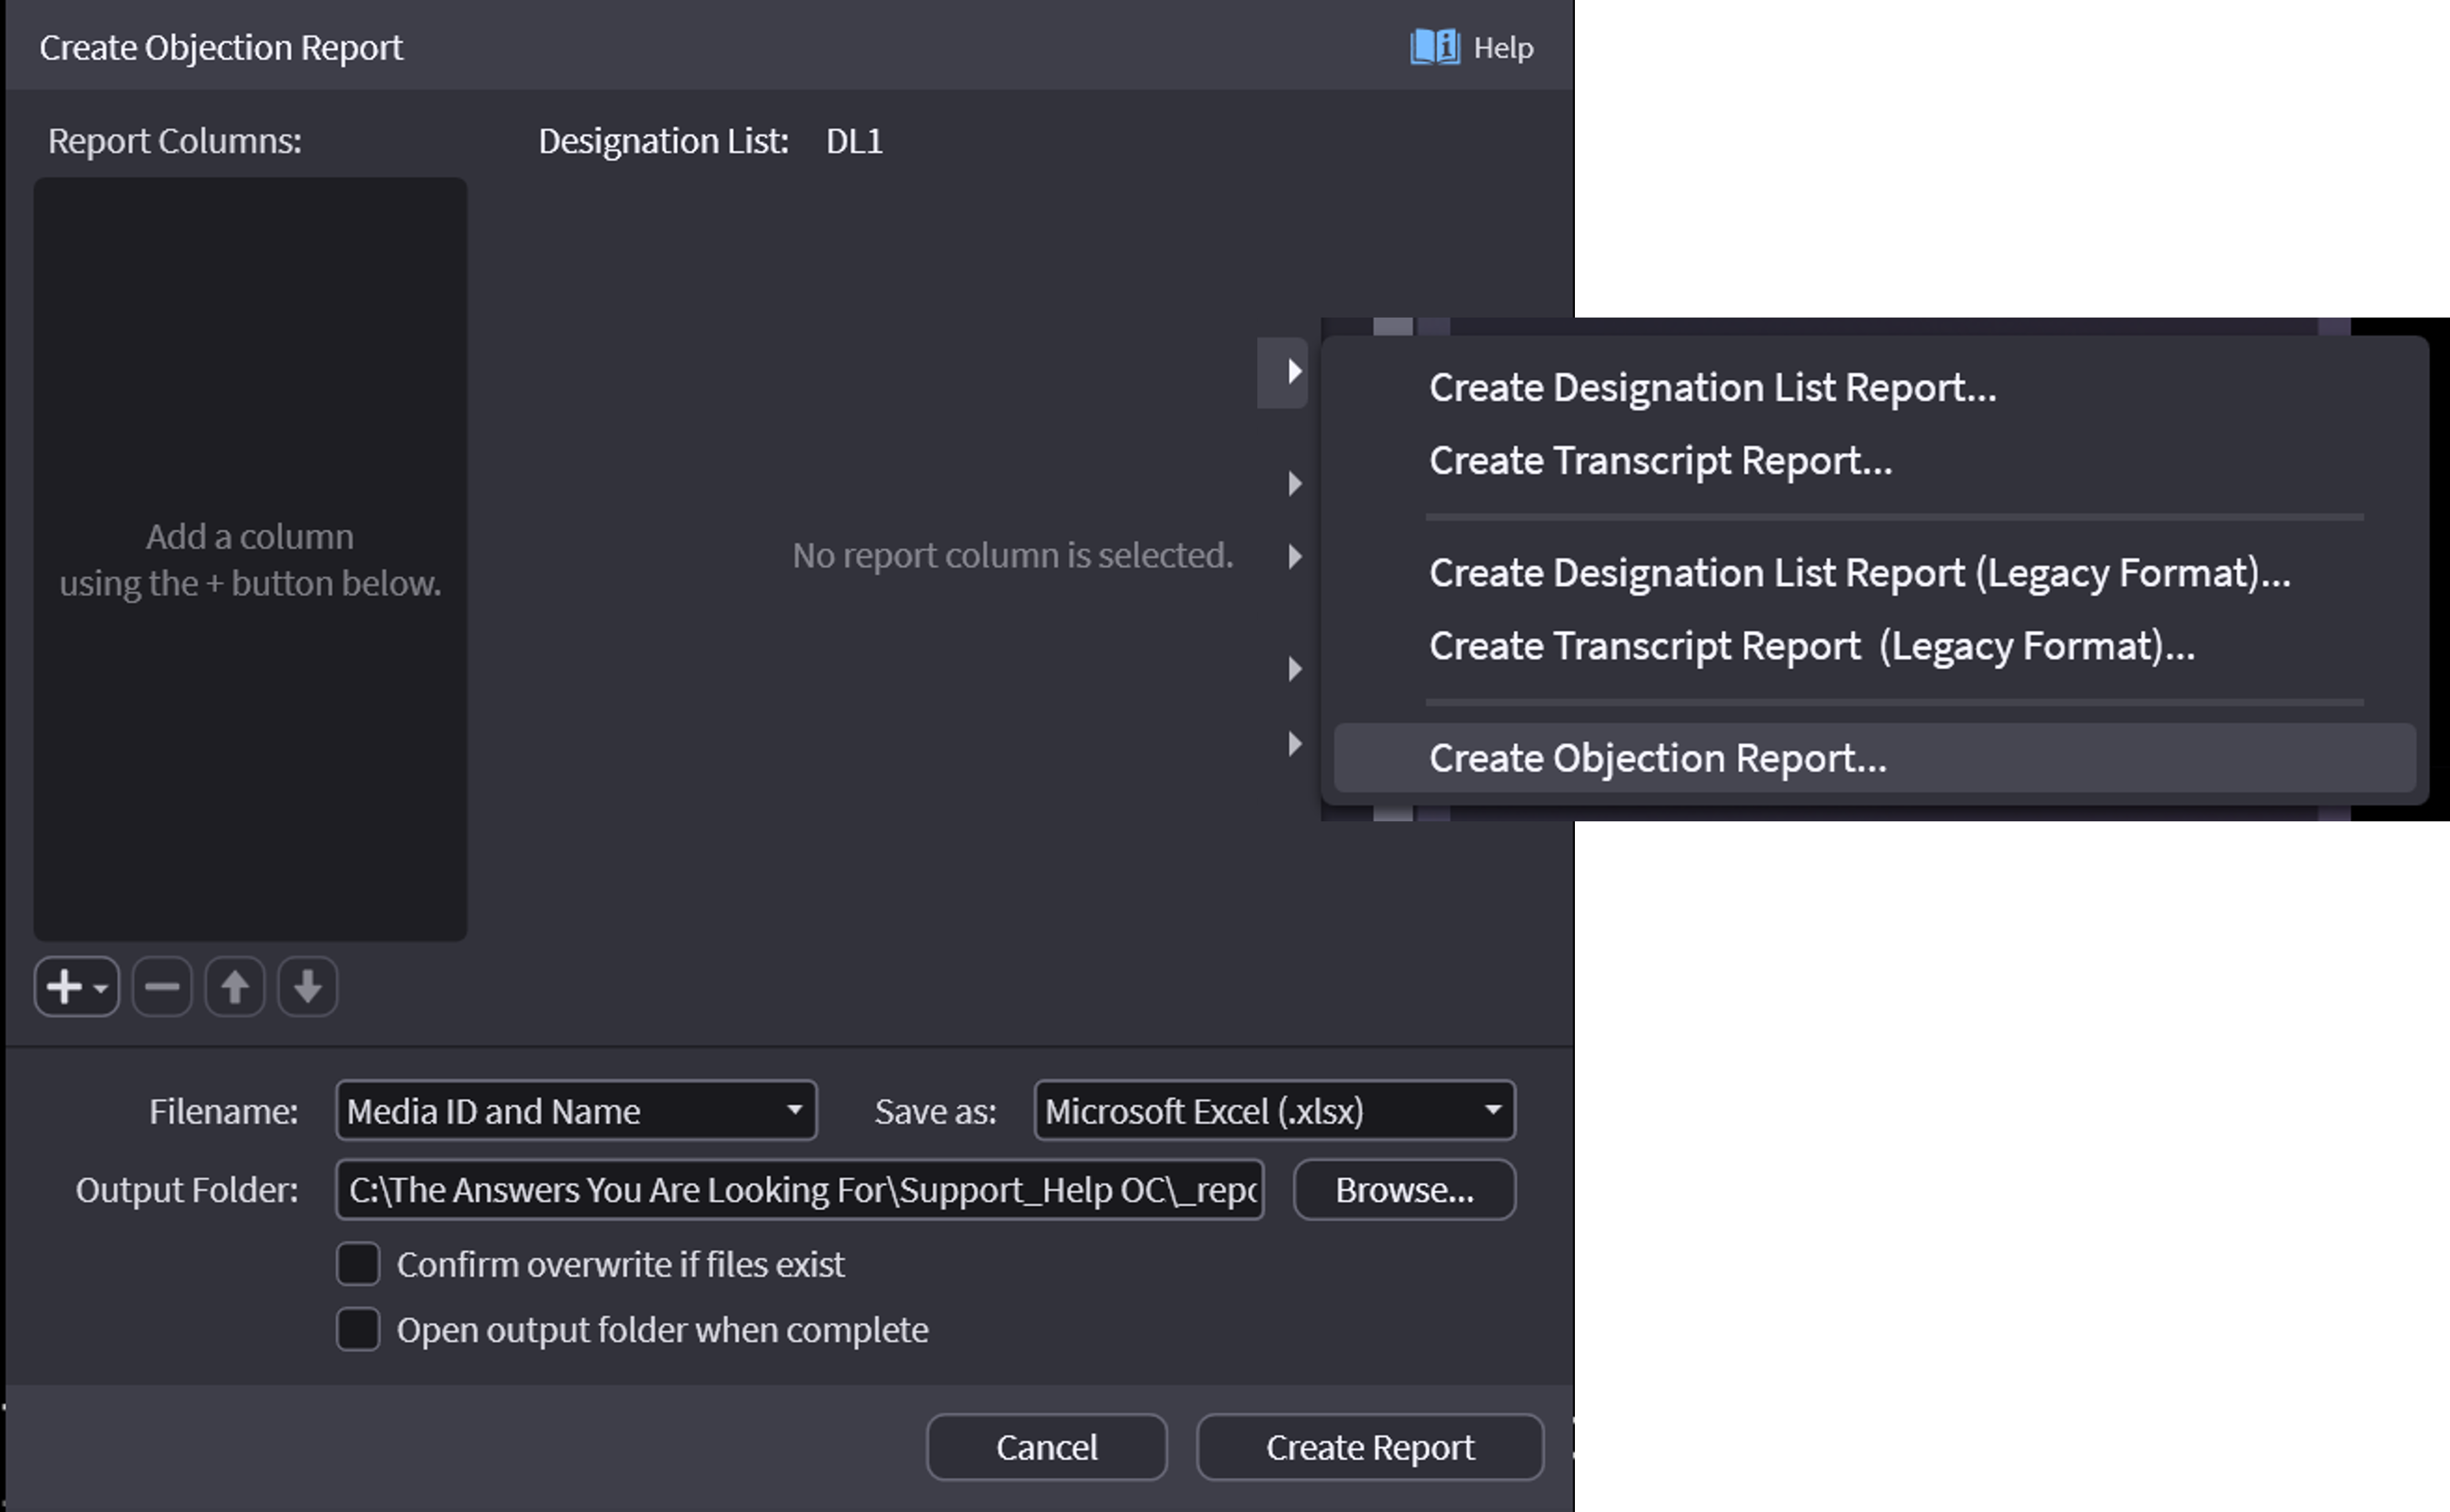 Create Objection Report
Help
Report Columns:
Designation List: DL1
Add a column
using the + button below.
No report column is selected.
Create Designation List Report...
Create Transcript Report...
Create Designation List Report (Legacy Format)...
Create Transcript Report (Legacy Format)...
Create Objection Report...
Filename: Media ID and Name
Save as: Microsoft Excel (.xlsx)
Output Folder: C:\The Answers You Are Looking For\Support_Help OC\_repo
Browse...
Confirm overwrite if files exist
Open output folder when complete
Cancel
Create Report